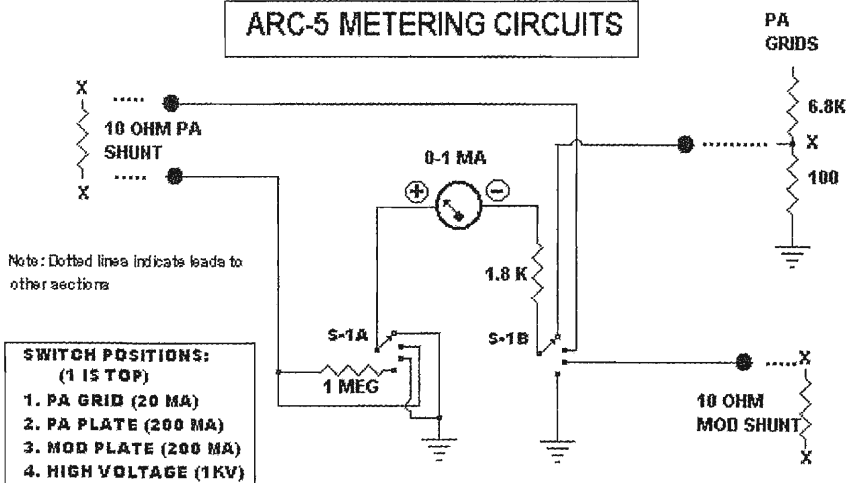 ARC-5 METERING CIRCUITS
PA
GRIDS
X
6.8K
10 OHM PA
SHUNT
X
0-1 MA
X
100
+
−
Note: Dotted lines indicate leads to
other sections
1.8 K
S-1A
S-1B
1 MEG
SWITCH POSITIONS:
(1 IS TOP)
1. PA GRID (20 MA)
2. PA PLATE (200 MA)
3. MOD PLATE (200 MA)
4. HIGH VOLTAGE (1KV)
X
10 OHM
MOD SHUNT
X